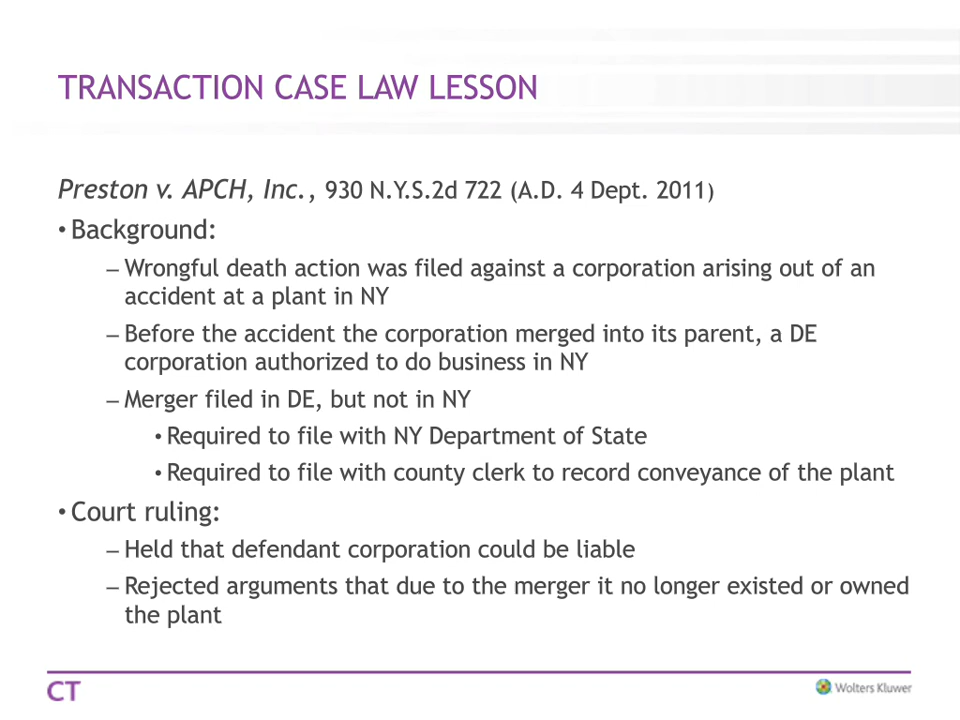 TRANSACTION CASE LAW LESSON
Preston v. APCH, Inc., 930 N.Y.S.2d 722 (A.D. 4 Dept. 2011)
• Background:
– Wrongful death action was filed against a corporation arising out of an
accident at a plant in NY
– Before the accident the corporation merged into its parent, a DE
corporation authorized to do business in NY
– Merger filed in DE, but not in NY
• Required to file with NY Department of State
• Required to file with county clerk to record conveyance of the plant
• Court ruling:
– Held that defendant corporation could be liable
– Rejected arguments that due to the merger it no longer existed or owned
the plant
CT
Wolters Kluwer